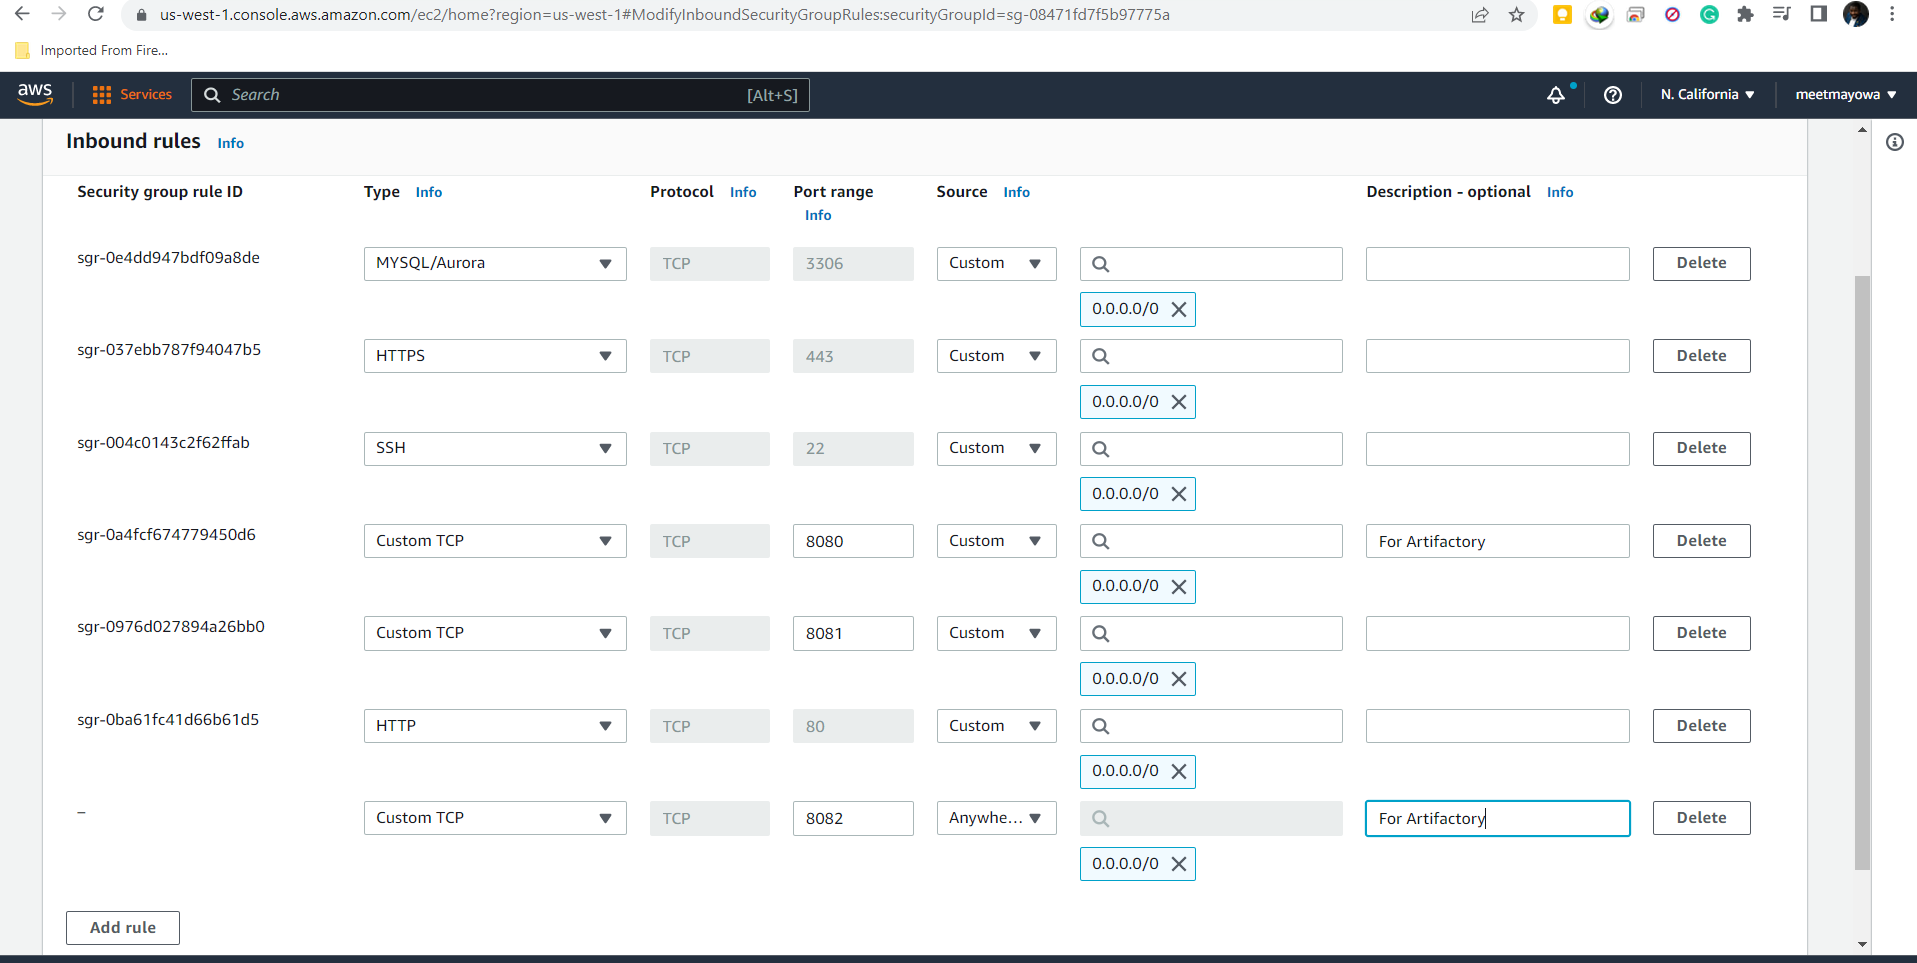 us-west-1.console.aws.amazon.com/ec2/home?region=us-west-1#ModifyInboundSecurityGroupRules:securityGroupId=sg-08471fd7f5b97775a
Imported From Fire...
aws Services Search [Alt+S] N. California meetmayowa
Inbound rules Info
Security group rule ID Type Info Protocol Info Port range Source Info Description - optional Info
Info
sgr-0e4dd947bdf09a8de MYSQL/Aurora TCP 3306 Custom Delete
0.0.0.0/0
sgr-037ebb787f94047b5 HTTPS TCP 443 Custom Delete
0.0.0.0/0
sgr-004c0143c2f62ffab SSH TCP 22 Custom Delete
0.0.0.0/0
sgr-0a4fcf674779450d6 Custom TCP TCP 8080 Custom For Artifactory Delete
0.0.0.0/0
sgr-0976d027894a26bb0 Custom TCP TCP 8081 Custom Delete
0.0.0.0/0
sgr-0ba61fc41d66b61d5 HTTP TCP 80 Custom Delete
0.0.0.0/0
– Custom TCP TCP 8082 Anywhe... For Artifactory Delete
0.0.0.0/0
Add rule